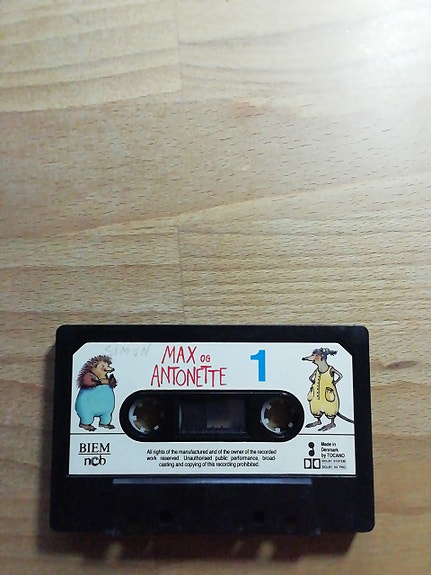 SIMON
MAX OG
ANTONETTE
1
BIEM
ncb
All rights of the manufactured and of the owner of the recorded
work reserved. Unauthorised public performance, broad-
casting and copying of this recording prohibited.
Made in
Denmark
by TOCANO